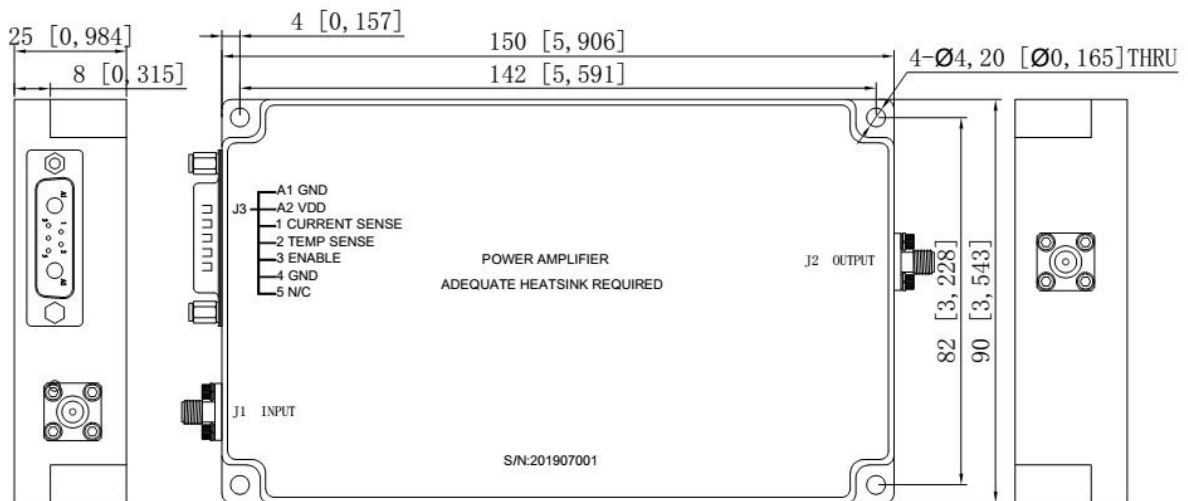 4 [0,157]
25 [0,984]
150 [5,906]
8 [0,315]
142 [5,591]
4-Ø4,20 [Ø0,165]THRU
J3
A1 GND
A2 VDD
1 CURRENT SENSE
2 TEMP SENSE
3 ENABLE
4 GND
5 N/C
POWER AMPLIFIER
ADEQUATE HEATSINK REQUIRED
J2 OUTPUT
82 [3,228]
90 [3,543]
J1 INPUT
S/N:201907001